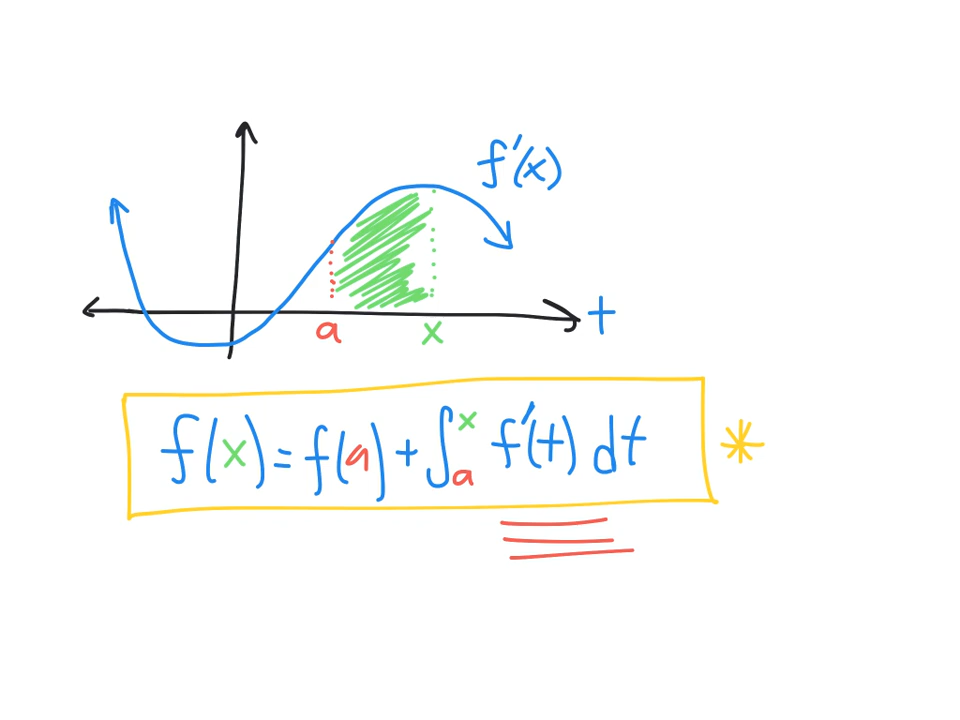 f'(x)
t
a x
f(x) = f(a) + ∫ₐˣ f'(t) dt *